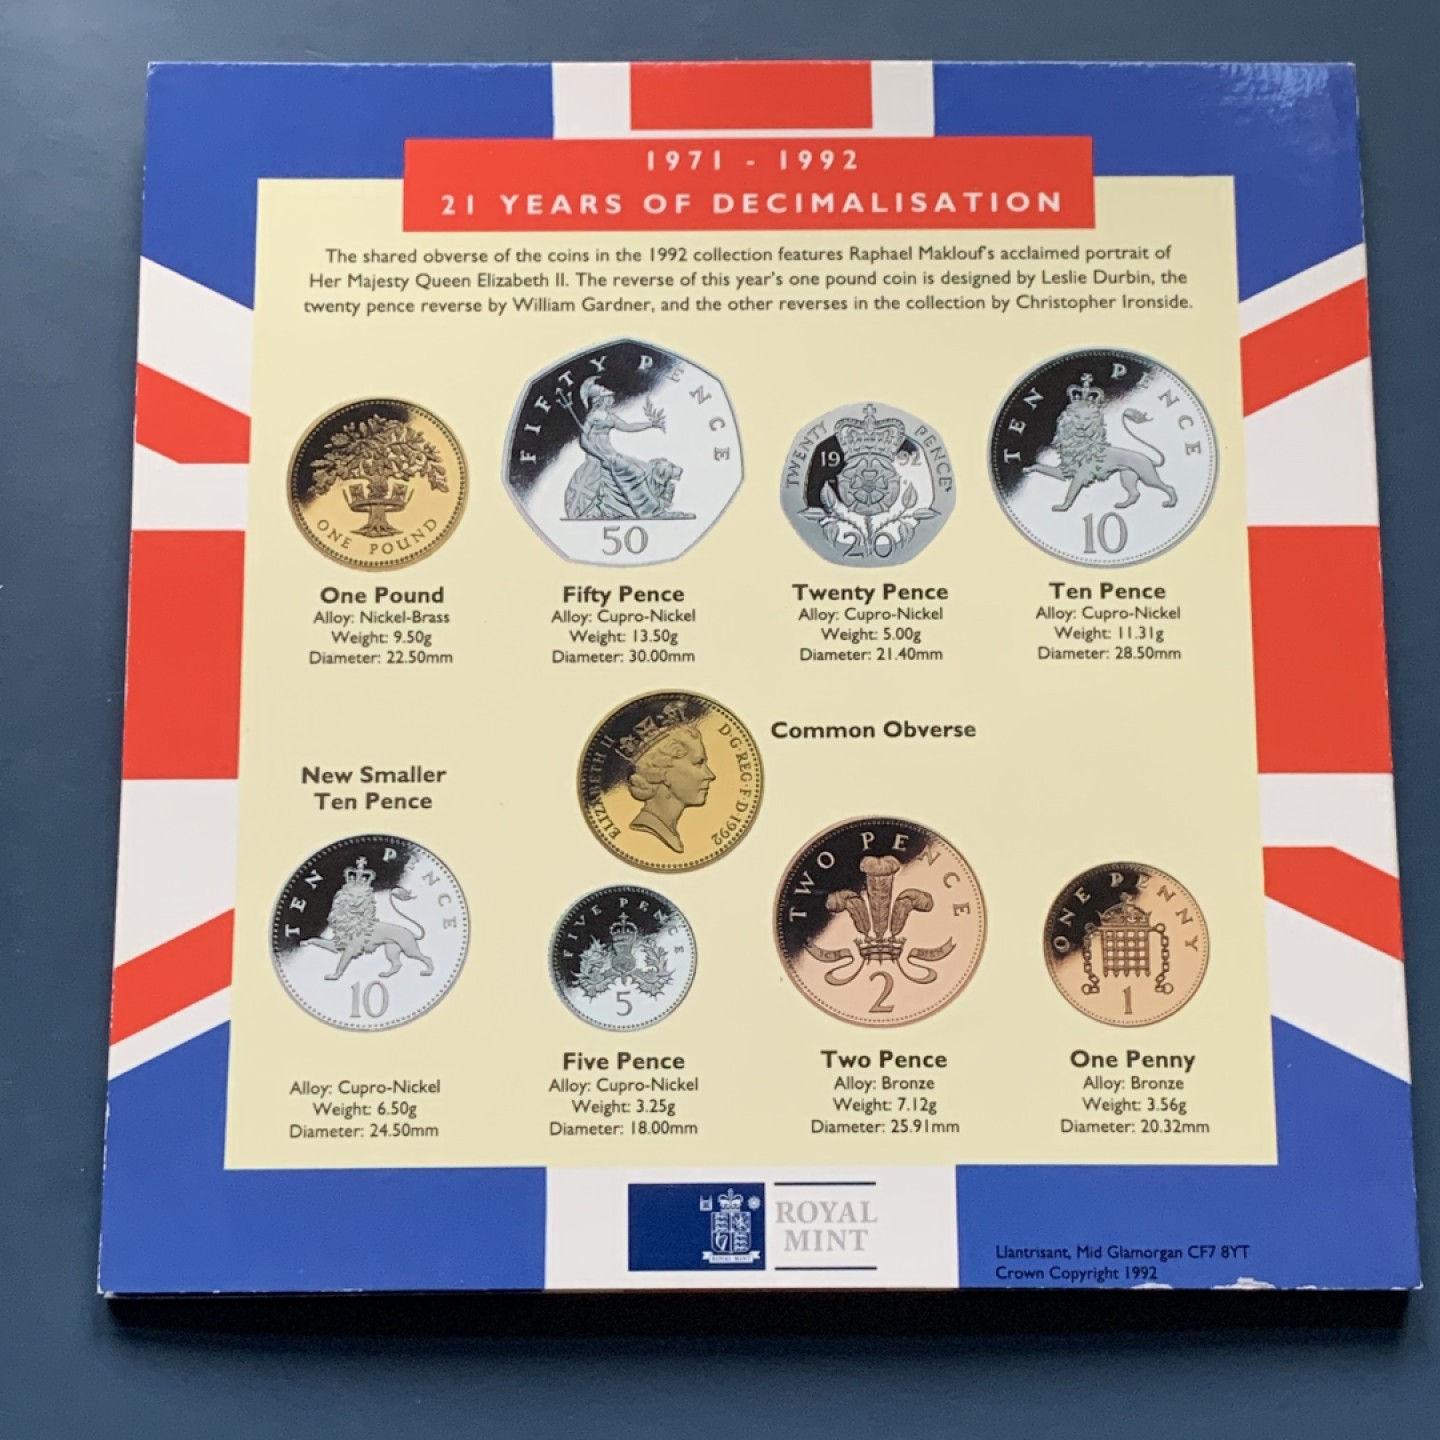 1971 - 1992
21 YEARS OF DECIMALISATION
The shared obverse of the coins in the 1992 collection features Raphael Maklouf's acclaimed portrait of
Her Majesty Queen Elizabeth II. The reverse of this year's one pound coin is designed by Leslie Durbin, the
twenty pence reverse by William Gardner, and the other reverses in the collection by Christopher Ironside.
ONE POUND
FIFTY PENCE
50
TWENTY PENCE
19 92
20
TEN PENCE
10
One Pound
Alloy: Nickel-Brass
Weight: 9.50g
Diameter: 22.50mm
Fifty Pence
Alloy: Cupro-Nickel
Weight: 13.50g
Diameter: 30.00mm
Twenty Pence
Alloy: Cupro-Nickel
Weight: 5.00g
Diameter: 21.40mm
Ten Pence
Alloy: Cupro-Nickel
Weight: 11.31g
Diameter: 28.50mm
ELIZABETH II D·G·REG·F·D·1992
Common Obverse
New Smaller
Ten Pence
TEN PENCE
10
Alloy: Cupro-Nickel
Weight: 6.50g
Diameter: 24.50mm
FIVE PENCE
5
Five Pence
Alloy: Cupro-Nickel
Weight: 3.25g
Diameter: 18.00mm
TWO PENCE
ICH DIEN
2
Two Pence
Alloy: Bronze
Weight: 7.12g
Diameter: 25.91mm
ONE PENNY
1
One Penny
Alloy: Bronze
Weight: 3.56g
Diameter: 20.32mm
ROYAL MINT
ROYAL
MINT
Llantrisant, Mid Glamorgan CF7 8YT
Crown Copyright 1992